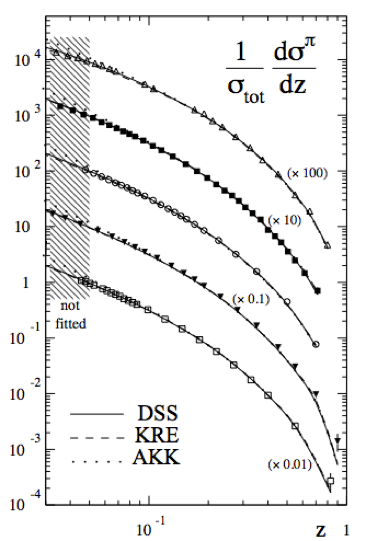 10^4
10^3
10^2
10
1
10^-1
10^-2
10^-3
10^-4
1/σ_tot dσ^π/dz
(× 100)
(× 10)
(× 0.1)
(× 0.01)
not
fitted
DSS
KRE
AKK
10^-1
z
1